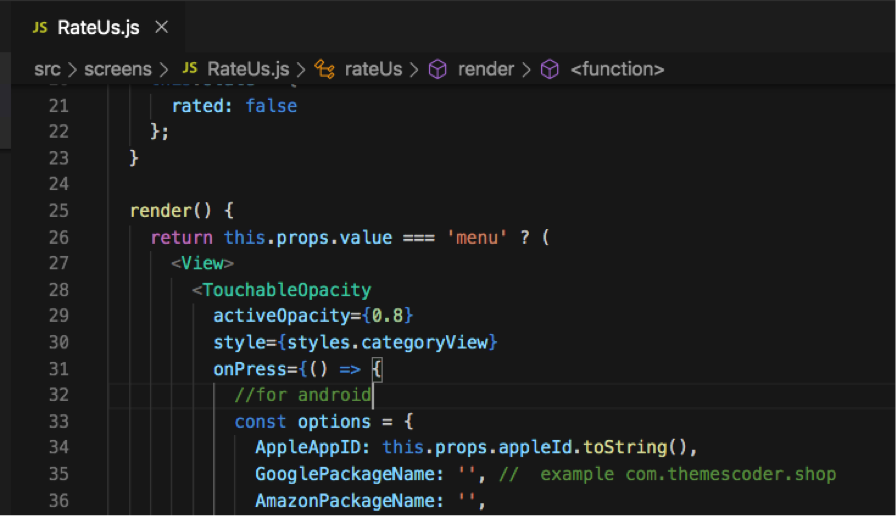 JS RateUs.js ×
src > screens > JS RateUs.js > rateUs > render > <function>
21 rated: false
22 };
23 }
24
25 render() {
26 return this.props.value === 'menu' ? (
27 <View>
28 <TouchableOpacity
29 activeOpacity={0.8}
30 style={styles.categoryView}
31 onPress={() => {
32 //for android
33 const options = {
34 AppleAppID: this.props.appleId.toString(),
35 GooglePackageName: '', //  example com.themescoder.shop
36 AmazonPackageName: '',